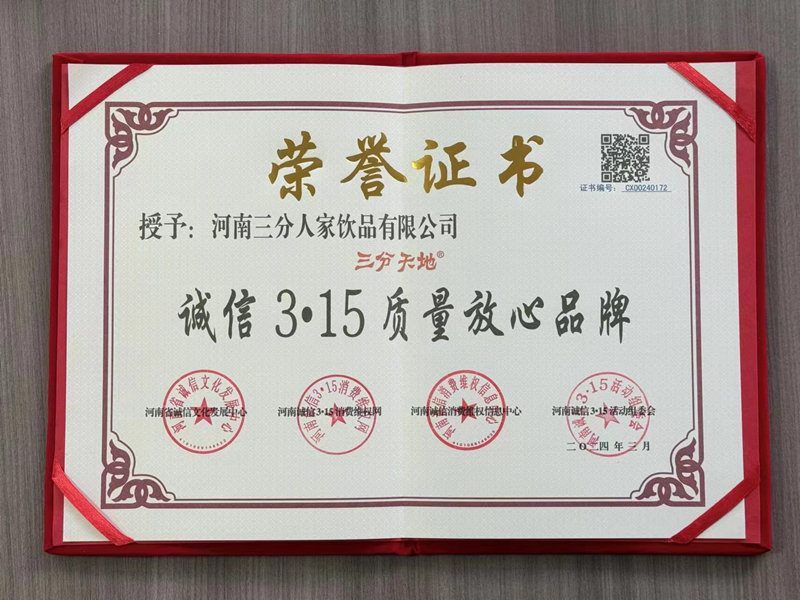 荣誉证书
证书编号：CX00240172
授予：河南三分人家饮品有限公司
三分天地®
诚信3·15质量放心品牌
河南省诚信文化发展中心
河南诚信3·15消费维权网
河南诚信消费维权信息中心
河南诚信3·15活动组委会
二〇二四年三月